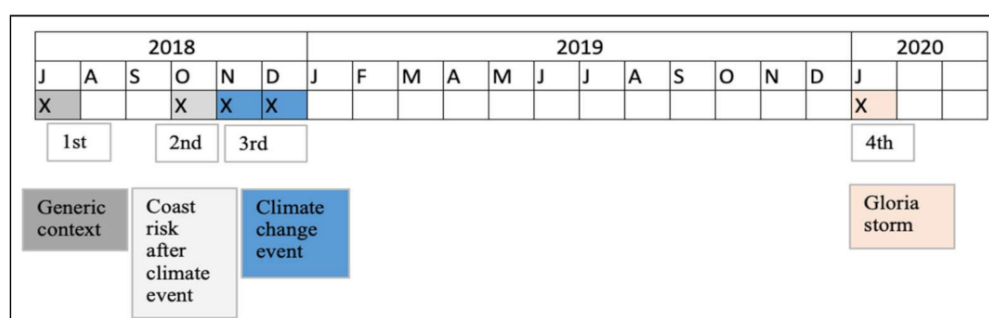 2018 2019 2020
J A S O N D J F M A M J J A S O N D J
X X X X X
1st 2nd 3rd 4th
Generic
context
Coast
risk
after
climate
event
Climate
change
event
Gloria
storm